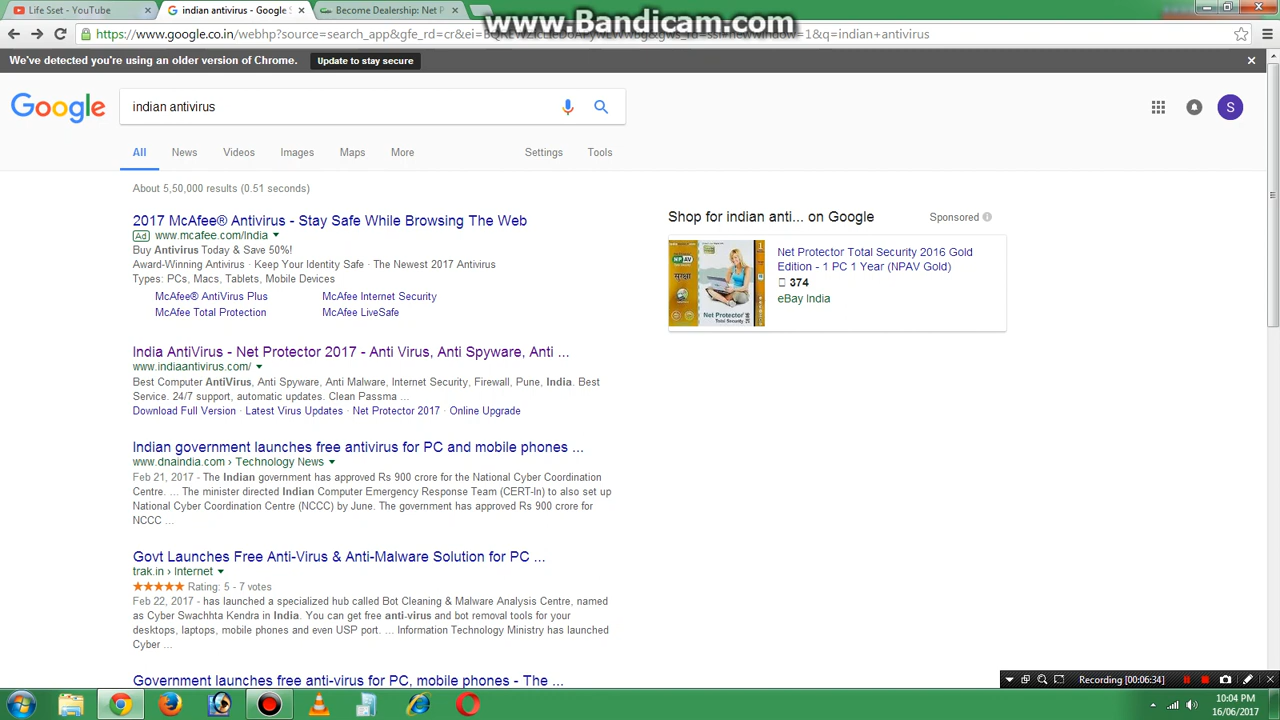 Life Sset - YouTube
indian antivirus - Google S
Become Dealership: Net P
www.Bandicam.com
We've detected you're using an older version of Chrome.
Update to stay secure
Google
indian antivirus
S
All
News
Videos
Images
Maps
More
Settings
Tools
About 5,50,000 results (0.51 seconds)
2017 McAfee® Antivirus - Stay Safe While Browsing The Web
Ad www.mcafee.com/India
Buy Antivirus Today & Save 50%!
Award-Winning Antivirus · Keep Your Identity Safe · The Newest 2017 Antivirus
Types: PCs, Macs, Tablets, Mobile Devices
McAfee® AntiVirus Plus
McAfee Internet Security
McAfee Total Protection
McAfee LiveSafe
India AntiVirus - Net Protector 2017 - Anti Virus, Anti Spyware, Anti ...
www.indiaantivirus.com/
Best Computer AntiVirus, Anti Spyware, Anti Malware, Internet Security, Firewall, Pune, India. Best
Service. 24/7 support, automatic updates. Clean Passma ...
Download Full Version · Latest Virus Updates · Net Protector 2017 · Online Upgrade
Indian government launches free antivirus for PC and mobile phones ...
www.dnaindia.com › Technology News
Feb 21, 2017 - The Indian government has approved Rs 900 crore for the National Cyber Coordination
Centre. ... The minister directed Indian Computer Emergency Response Team (CERT-In) to also set up
National Cyber Coordination Centre (NCCC) by June. The government has approved Rs 900 crore for
NCCC ...
Govt Launches Free Anti-Virus & Anti-Malware Solution for PC ...
trak.in › Internet
Rating: 5 - 7 votes
Feb 22, 2017 - has launched a specialized hub called Bot Cleaning & Malware Analysis Centre, named
as Cyber Swachhta Kendra in India. You can get free anti-virus and bot removal tools for your
desktops, laptops, mobile phones and even USP port. ... Information Technology Ministry has launched
Cyber ...
Government launches free anti-virus for PC, mobile phones - The ...
Shop for indian anti... on Google
Sponsored
NPAV
सुरक्षा
Net Protector
Total Security
Net Protector Total Security 2016 Gold
Edition - 1 PC 1 Year (NPAV Gold)
374
eBay India
Recording [00:06:34]
10:04 PM
16/06/2017